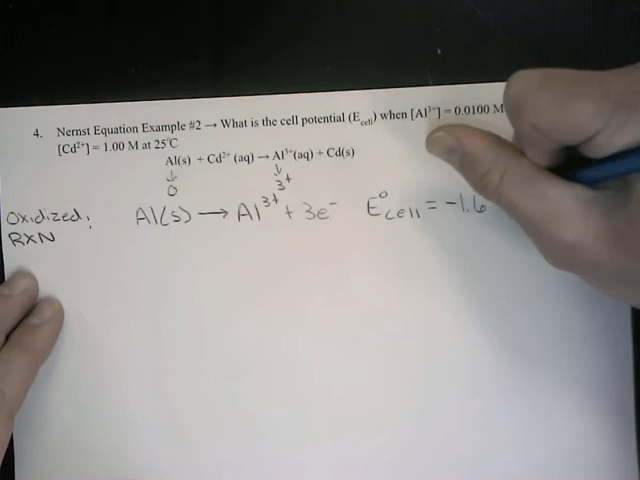 4. Nernst Equation Example #2 → What is the cell potential (E_cell) when [Al³⁺] = 0.0100 M
[Cd²⁺] = 1.00 M at 25°C
Al(s) + Cd²⁺ (aq) → Al³⁺(aq) + Cd(s)
↓ ↓
0 3+
Oxidized: Al(s) → Al³⁺ + 3e⁻ E°cell = -1.6
RXN